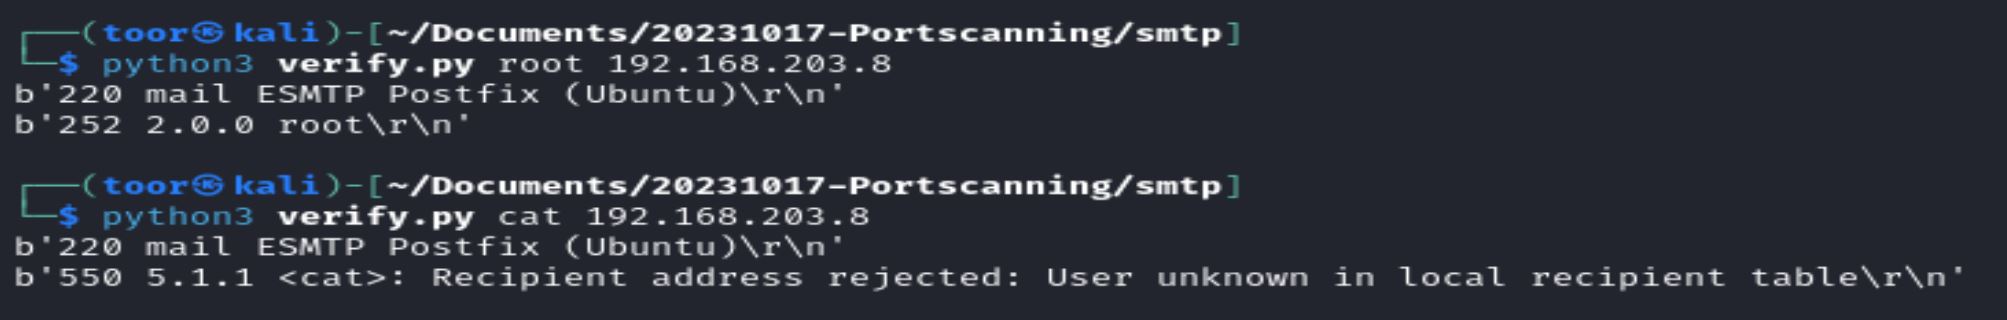 ┌──(toor㉿kali)-[~/Documents/20231017-Portscanning/smtp]
└─$ python3 verify.py root 192.168.203.8
b'220 mail ESMTP Postfix (Ubuntu)\r\n'
b'252 2.0.0 root\r\n'
┌──(toor㉿kali)-[~/Documents/20231017-Portscanning/smtp]
└─$ python3 verify.py cat 192.168.203.8
b'220 mail ESMTP Postfix (Ubuntu)\r\n'
b'550 5.1.1 <cat>: Recipient address rejected: User unknown in local recipient table\r\n'